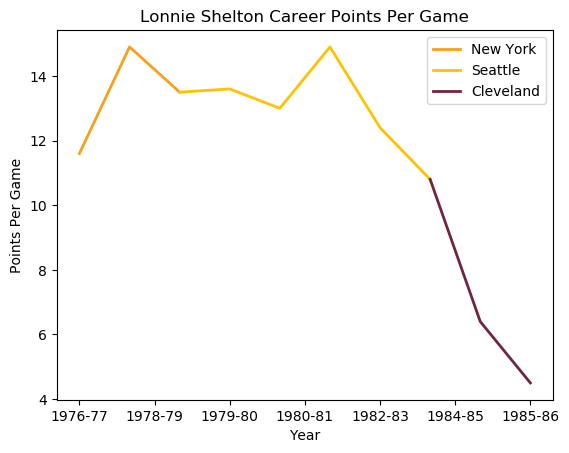 Lonnie Shelton Career Points Per Game
New York
Seattle
Cleveland
Points Per Game
14
12
10
8
6
4
1976-77 1978-79 1979-80 1980-81 1982-83 1984-85 1985-86
Year